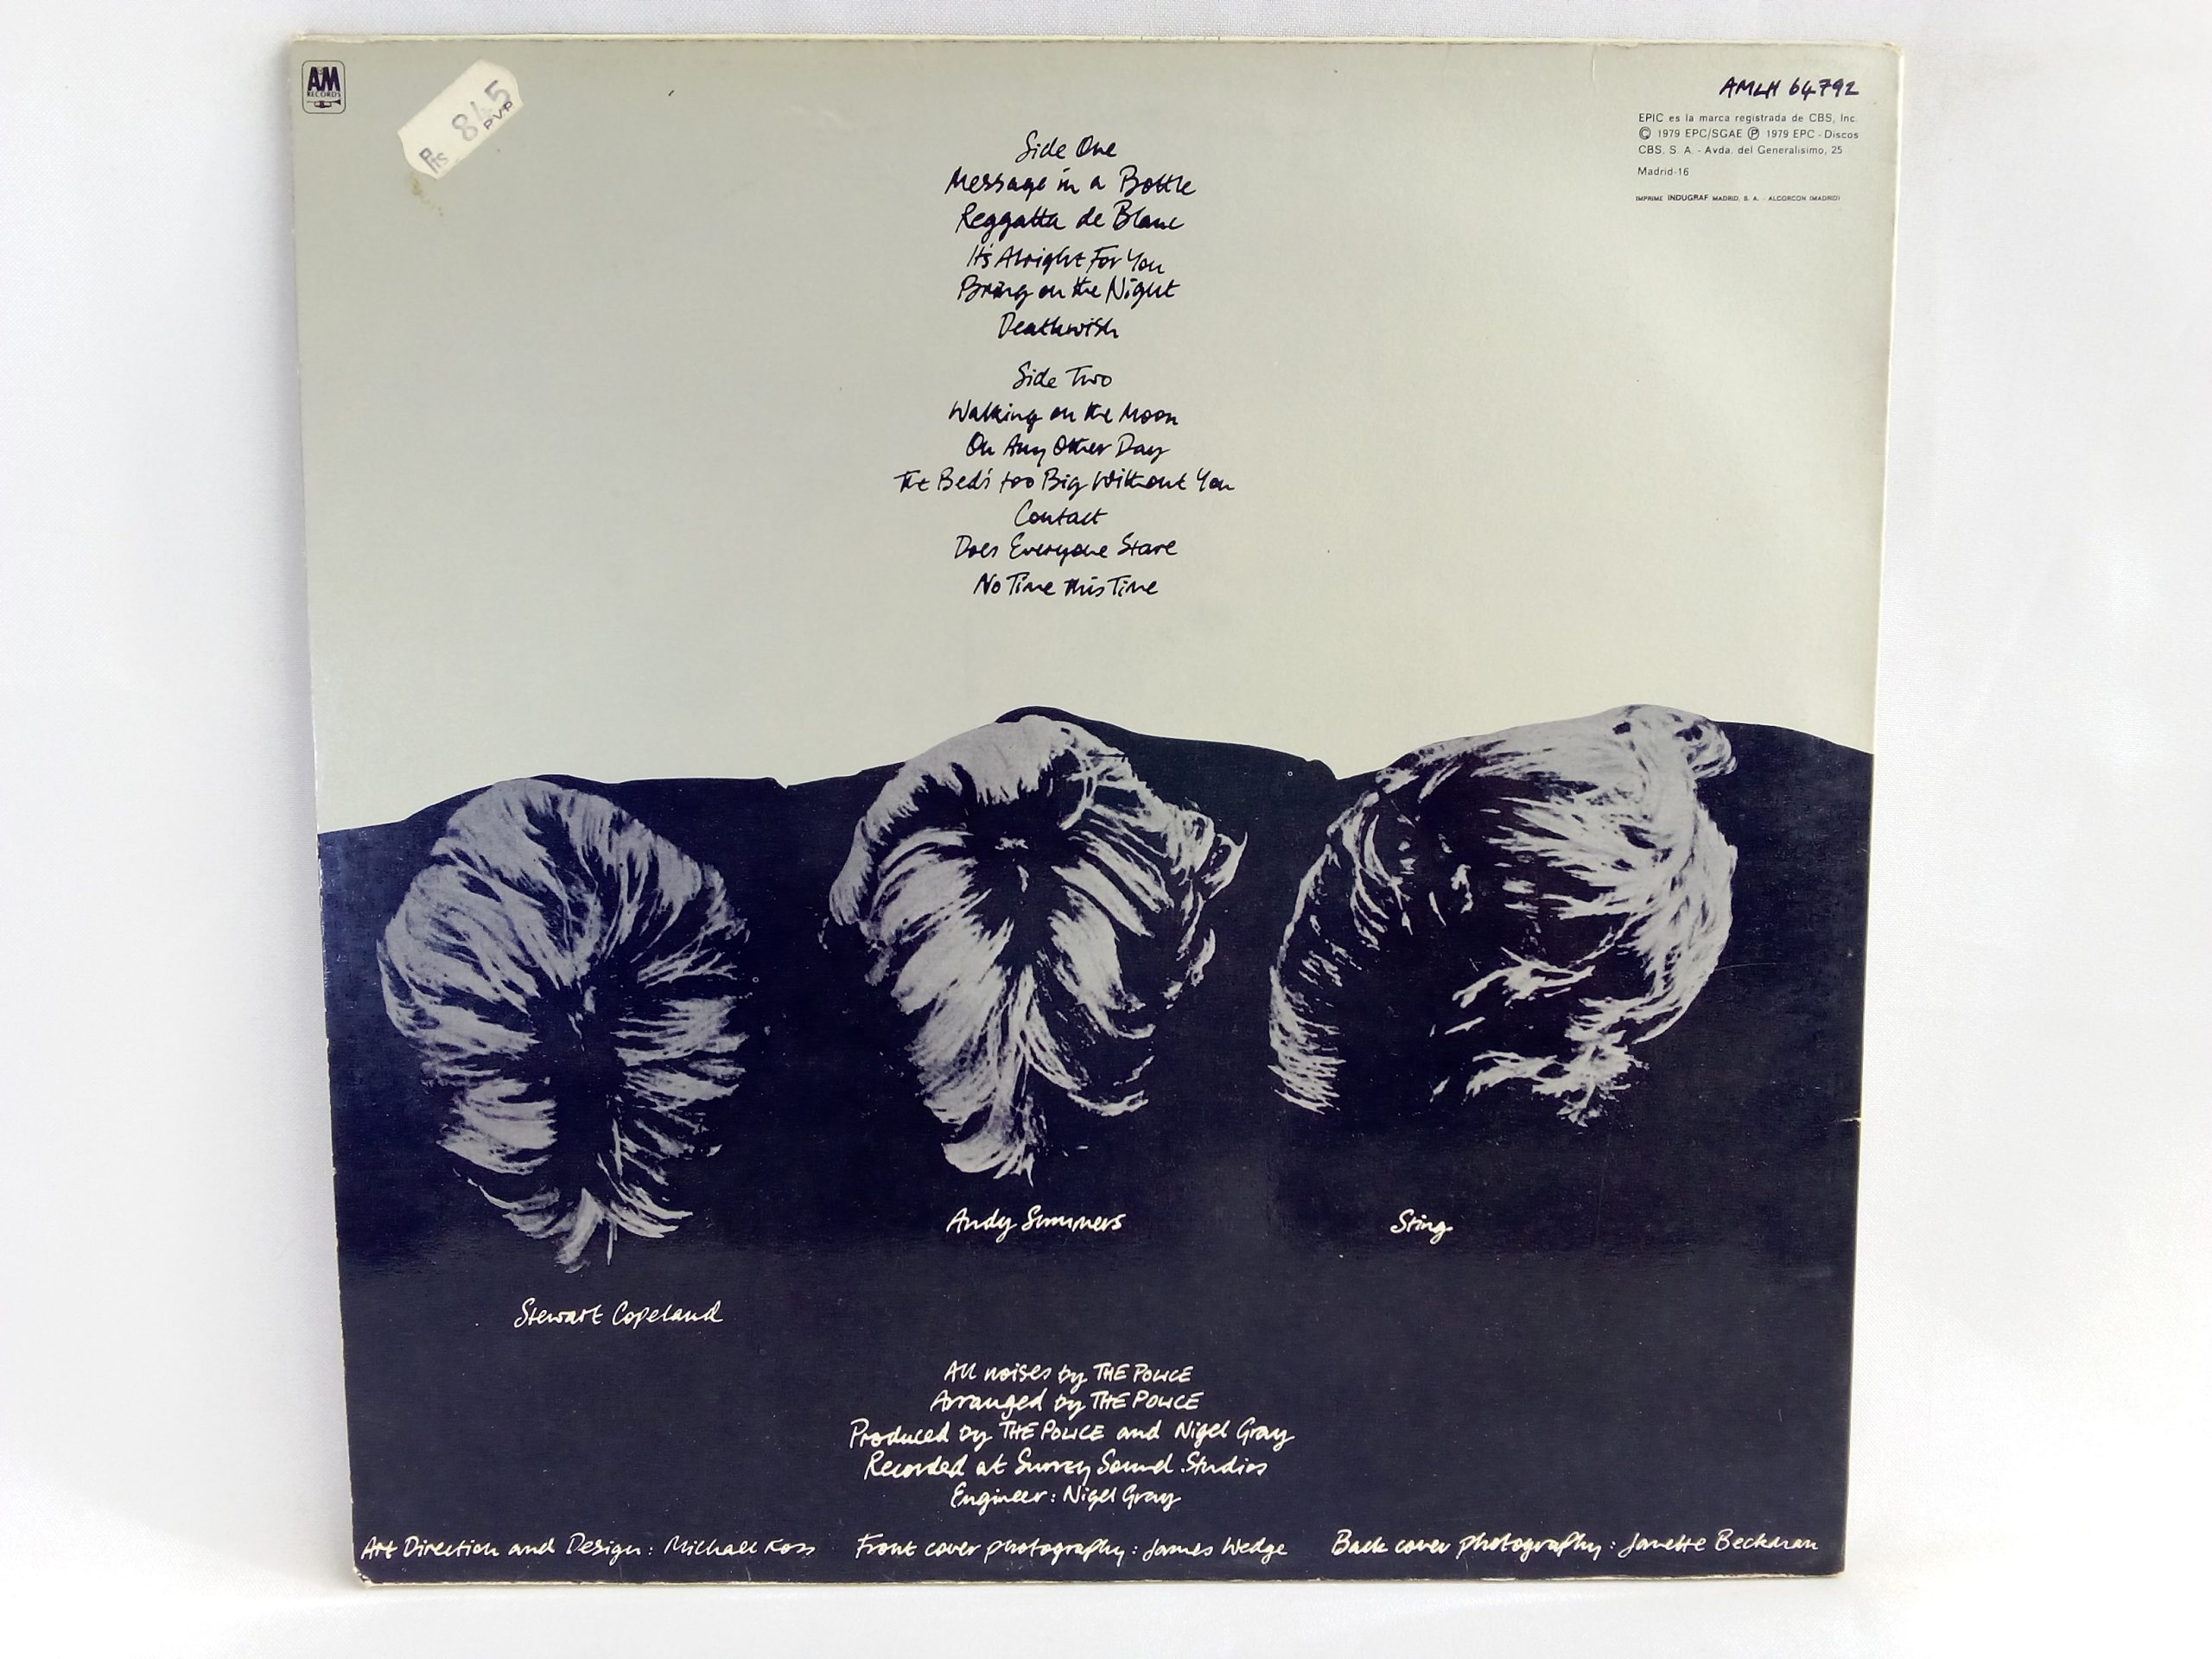 AM
RECORDS
Pts 845
PVP
AMLH 64792
EPIC es la marca registrada de CBS, Inc.
© 1979 EPC/SGAE ℗ 1979 EPC - Discos
CBS, S. A. - Avda. del Generalisimo, 25
Madrid-16
IMPRIME INDUGRAF MADRID, S. A. - ALCORCON (MADRID)
Side One
Message in a Bottle
Reggatta de Blanc
It's Alright For You
Bring on the Night
Deathwish
Side Two
Walking on the Moon
On Any Other Day
The Bed's too Big Without You
Contact
Does Everyone Stare
No Time this Time
Andy Summers
Sting
Stewart Copeland
All noises by THE POLICE
Arranged by THE POLICE
Produced by THE POLICE and Nigel Gray
Recorded at Surrey Sound Studios
Engineer: Nigel Gray
Art Direction and Design: Michael Ross Front cover photography: James Wedge Back cover photography: Janette Beckman